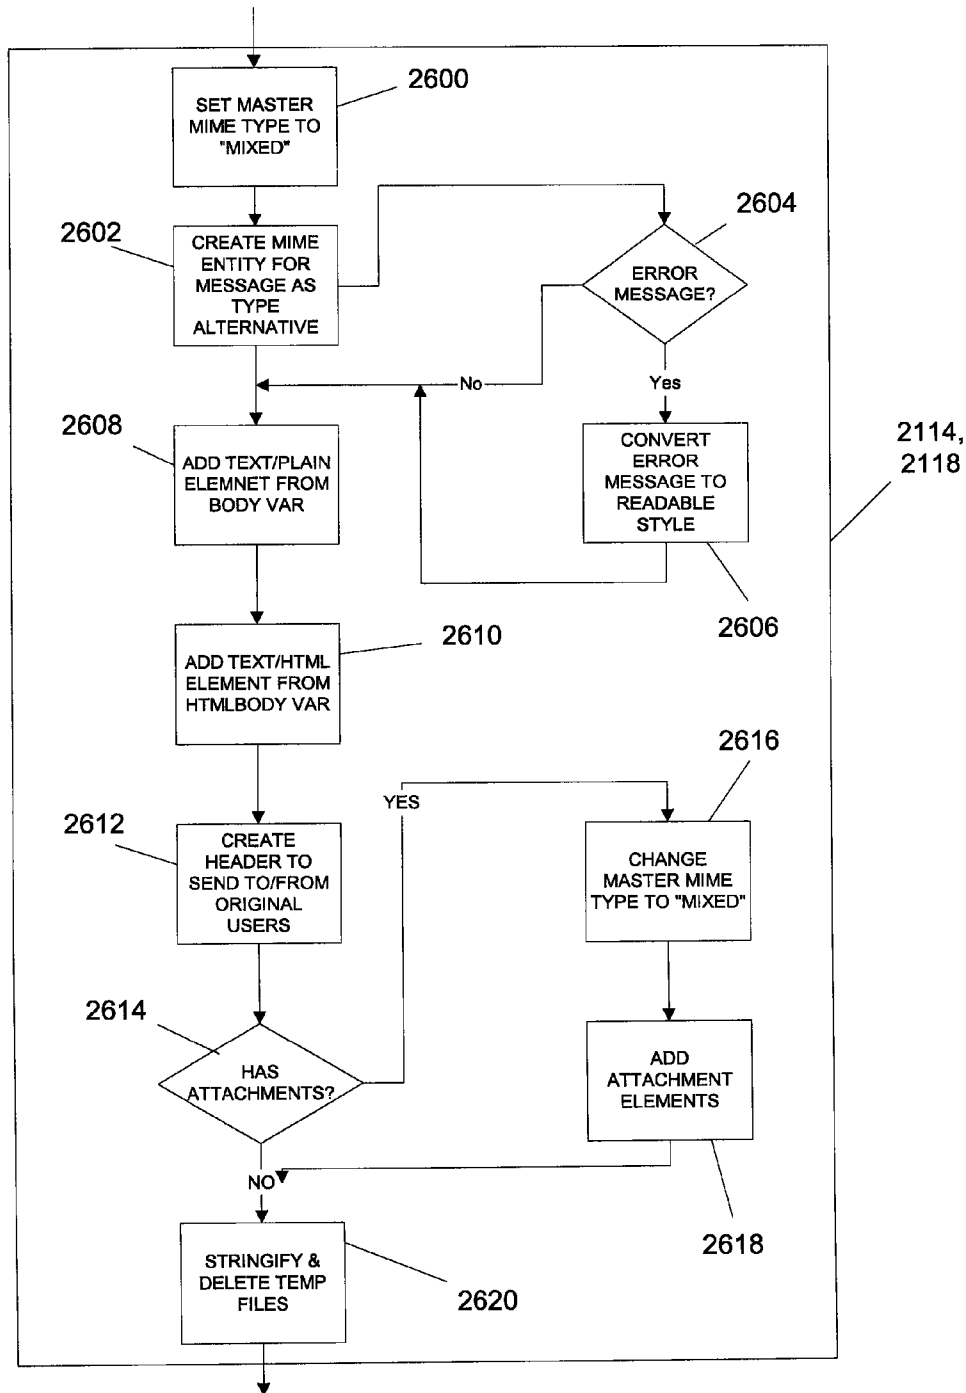 2600
SET MASTER
MIME TYPE TO
"MIXED"
2602
CREATE MIME
ENTITY FOR
MESSAGE AS
TYPE
ALTERNATIVE
2604
ERROR
MESSAGE?
No
Yes
2608
ADD TEXT/PLAIN
ELEMNET FROM
BODY VAR
CONVERT
ERROR
MESSAGE TO
READABLE
STYLE
2606
2114,
2118
2610
ADD TEXT/HTML
ELEMENT FROM
HTMLBODY VAR
2612
CREATE
HEADER TO
SEND TO/FROM
ORIGINAL
USERS
YES
2616
CHANGE
MASTER MIME
TYPE TO "MIXED"
2614
HAS
ATTACHMENTS?
ADD
ATTACHMENT
ELEMENTS
2618
NO
STRINGIFY &
DELETE TEMP
FILES
2620